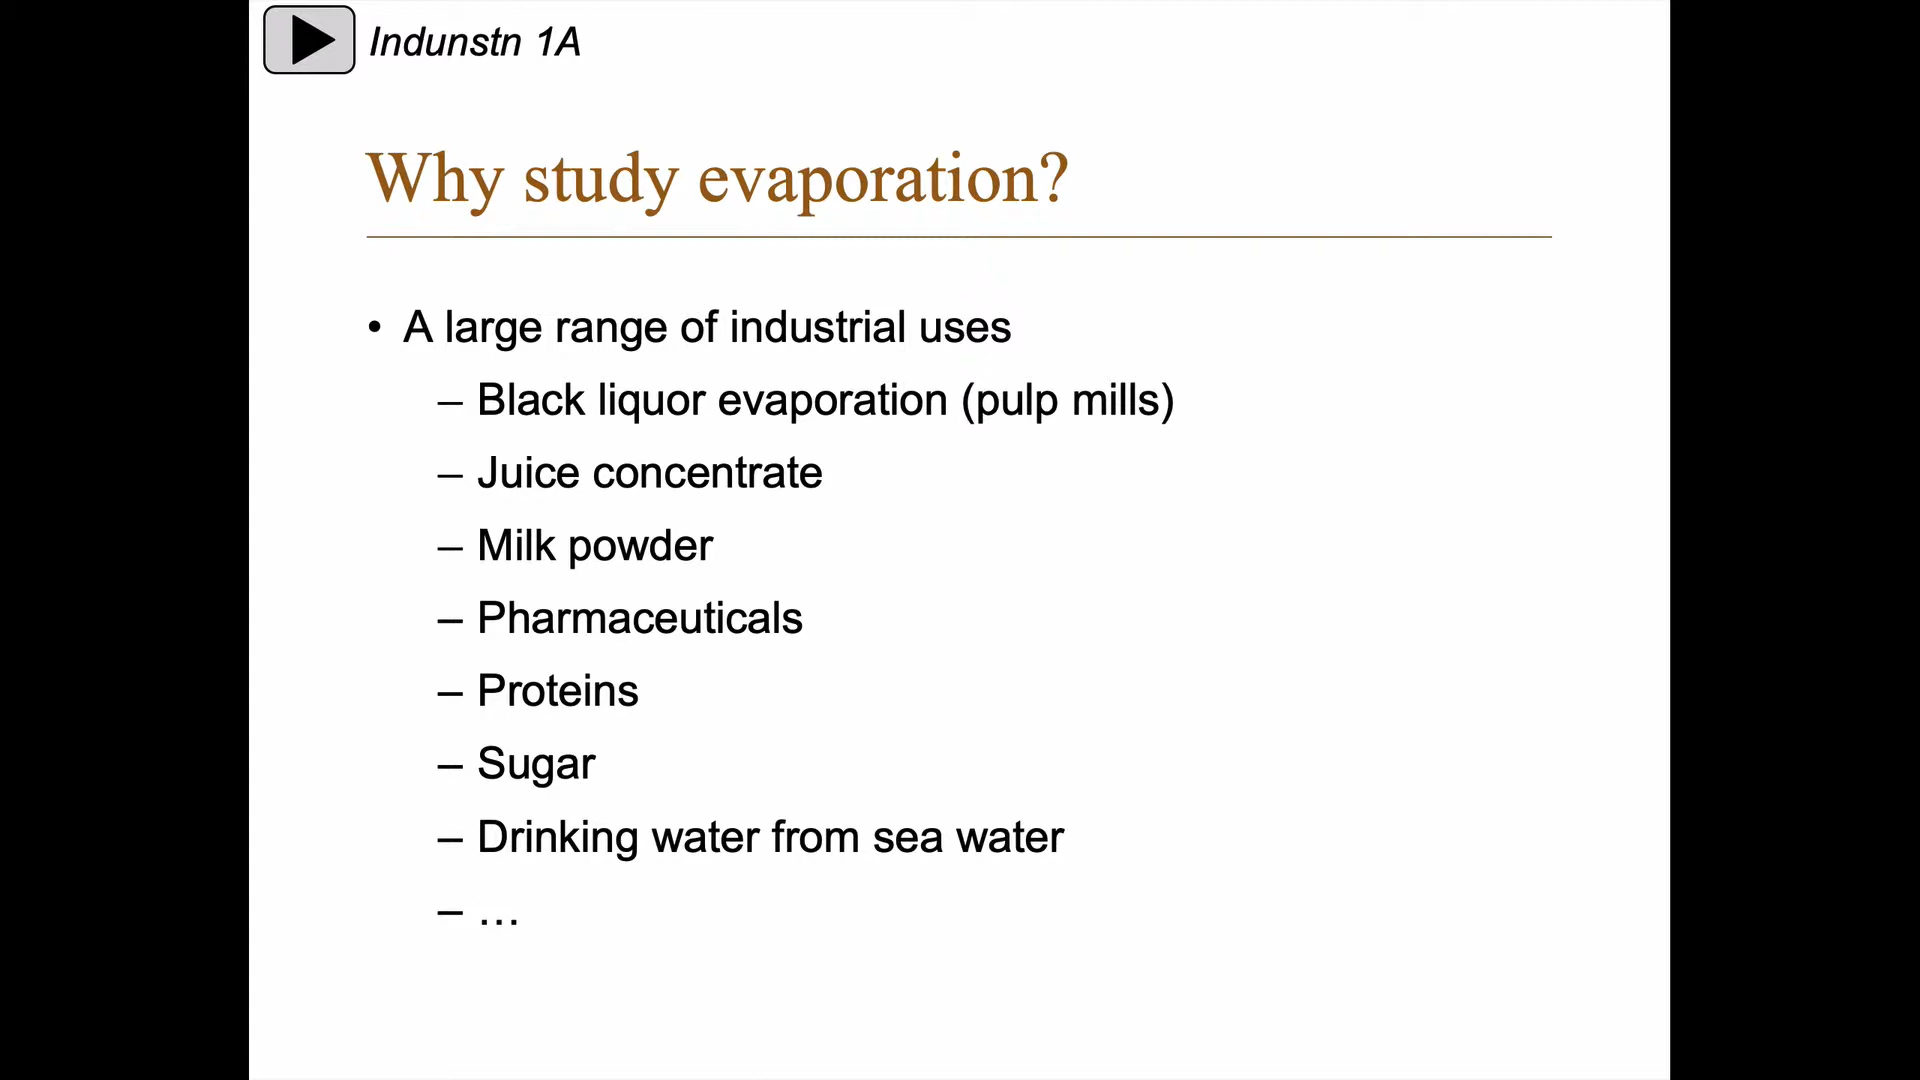 Indunstn 1A
Why study evaporation?
• A large range of industrial uses
– Black liquor evaporation (pulp mills)
– Juice concentrate
– Milk powder
– Pharmaceuticals
– Proteins
– Sugar
– Drinking water from sea water
– …